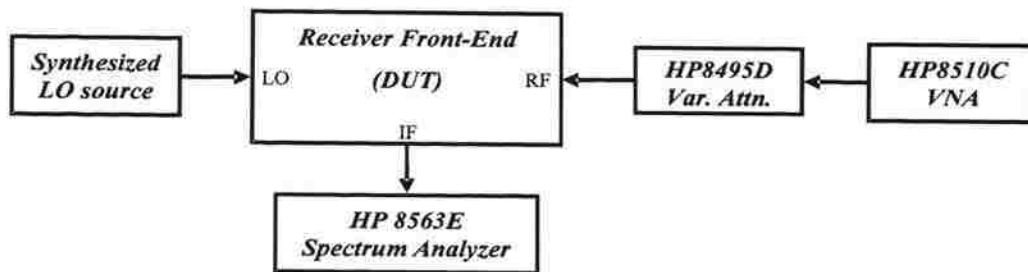 Synthesized
LO source
Receiver Front-End
(DUT)
LO
RF
IF
HP8495D
Var. Attn.
HP8510C
VNA
HP 8563E
Spectrum Analyzer